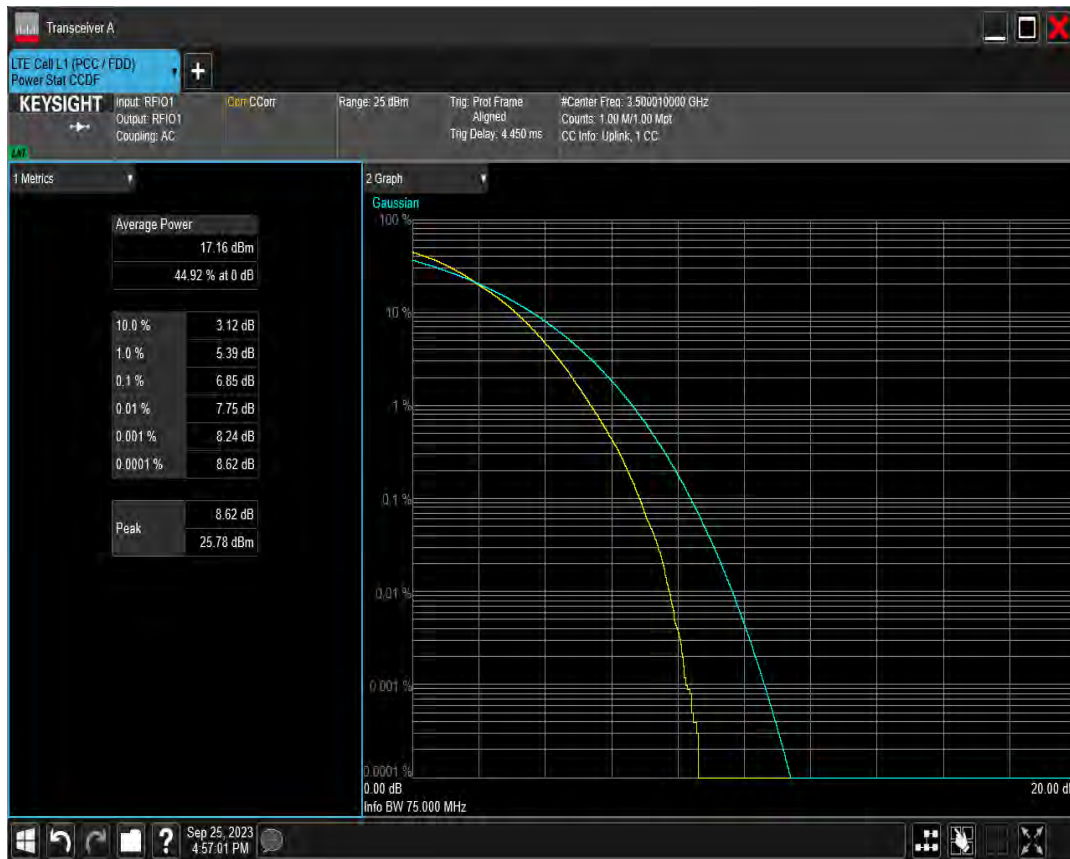 Transceiver A
LTE Cell L1 (PCC / FDD)
Power Stat CCDF
+
KEYSIGHT
Input: RFIO1
Output: RFIO1
Coupling: AC
Corr CCorr
Range: 25 dBm
Trig: Prot Frame
Aligned
Trig Delay: 4.450 ms
#Center Freq: 3.500010000 GHz
Counts: 1.00 M/1.00 Mpt
CC Info: Uplink, 1 CC
1 Metrics
Average Power
17.16 dBm
44.92 % at 0 dB
10.0 % 3.12 dB
1.0 % 5.39 dB
0.1 % 6.85 dB
0.01 % 7.75 dB
0.001 % 8.24 dB
0.0001 % 8.62 dB
Peak
8.62 dB
25.78 dBm
2 Graph
Gaussian
100 %
10 %
1 %
0.1 %
0.01 %
0.001 %
0.0001 %
0.00 dB
20.00 d
Info BW 75.000 MHz
?
Sep 25, 2023
4:57:01 PM